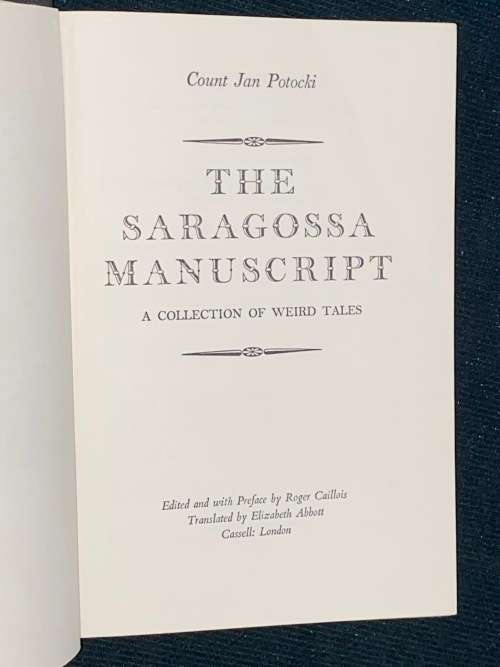 Count Jan Potocki
THE
SARAGOSSA
MANUSCRIPT
A COLLECTION OF WEIRD TALES
Edited and with Preface by Roger Caillois
Translated by Elizabeth Abbott
Cassell: London